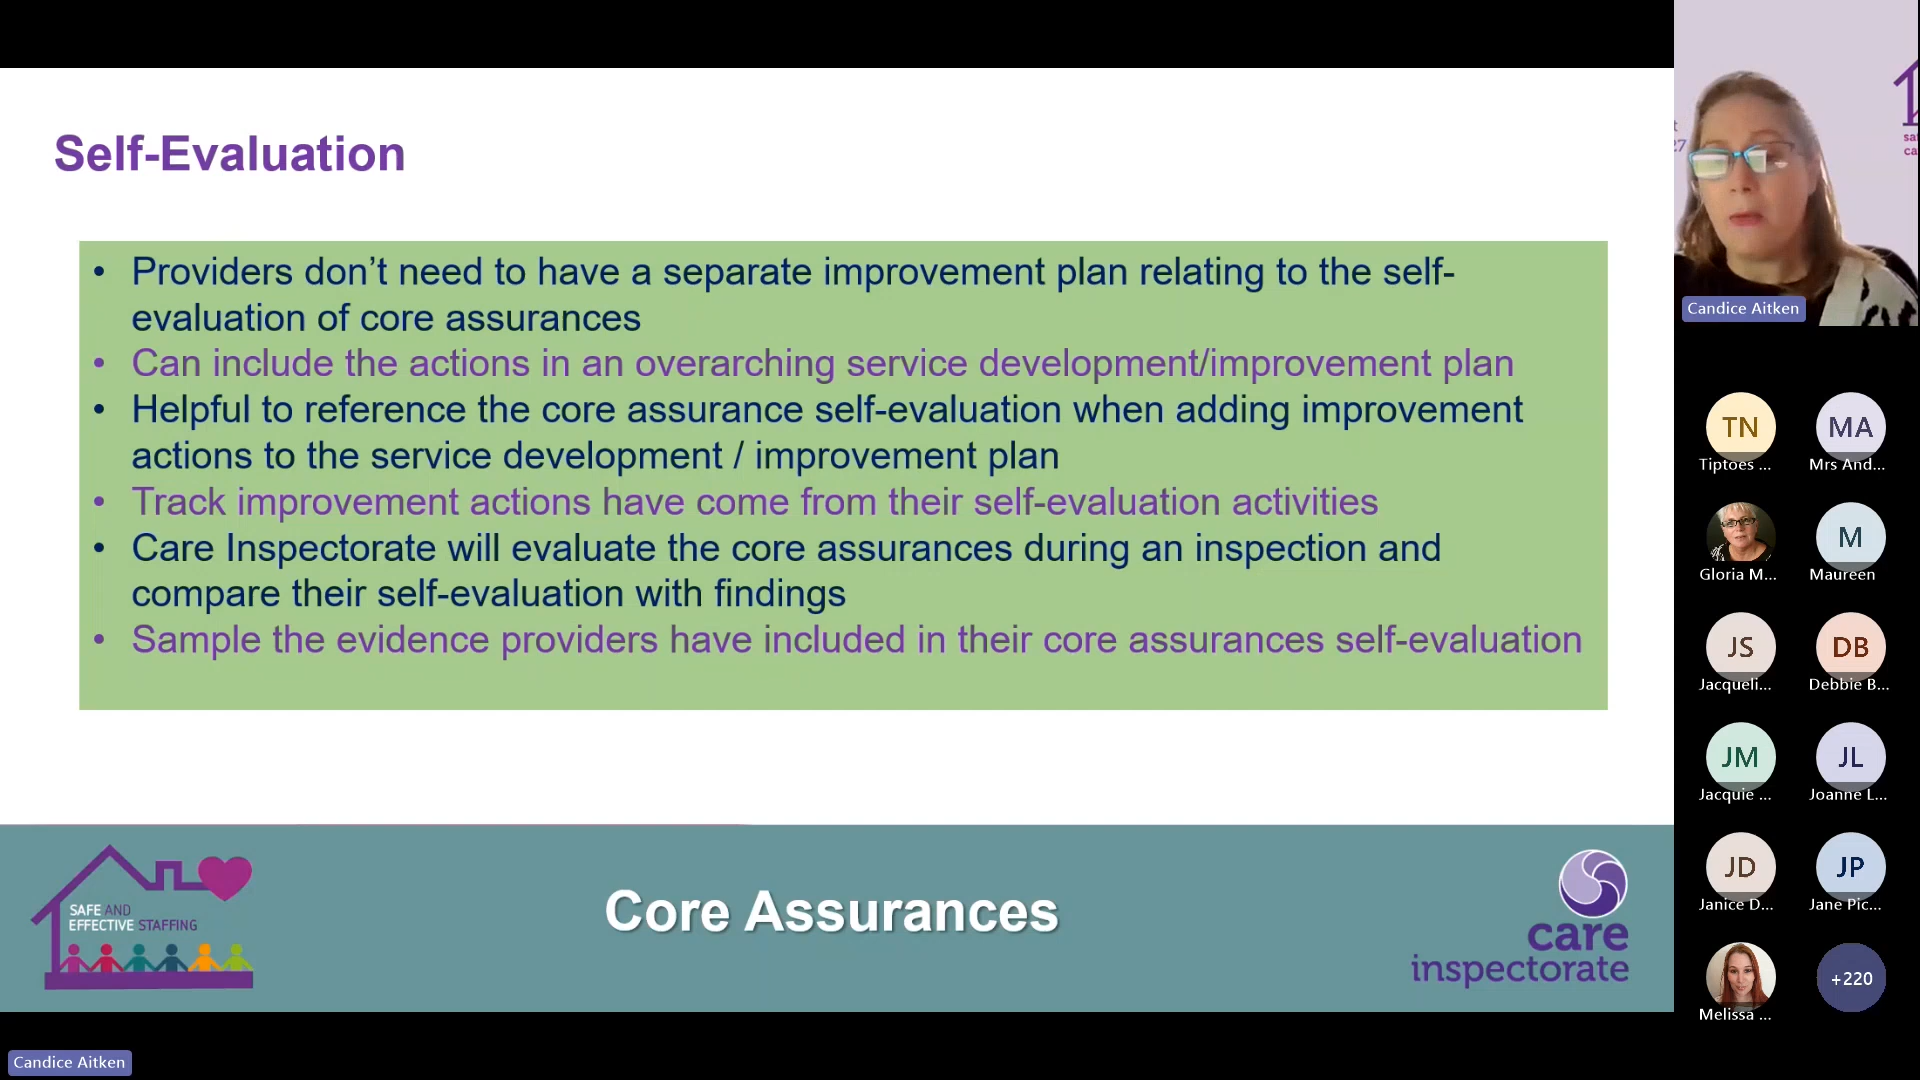 Self-Evaluation
• Providers don’t need to have a separate improvement plan relating to the self-
evaluation of core assurances
• Can include the actions in an overarching service development/improvement plan
• Helpful to reference the core assurance self-evaluation when adding improvement
actions to the service development / improvement plan
• Track improvement actions have come from their self-evaluation activities
• Care Inspectorate will evaluate the core assurances during an inspection and
compare their self-evaluation with findings
• Sample the evidence providers have included in their core assurances self-evaluation
SAFE AND
EFFECTIVE STAFFING
Core Assurances
care
inspectorate
Candice Aitken
Candice Aitken
TN
Tiptoes ...
MA
Mrs And...
Gloria M...
M
Maureen
JS
Jacqueli...
DB
Debbie B...
JM
Jacquie ...
JL
Joanne L...
JD
Janice D...
JP
Jane Pic...
Melissa ...
+220